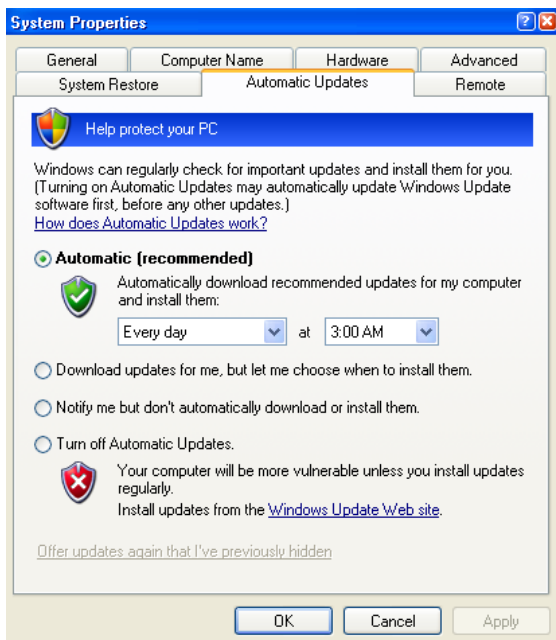 System Properties
General Computer Name Hardware Advanced
System Restore Automatic Updates Remote
Help protect your PC
Windows can regularly check for important updates and install them for you.
(Turning on Automatic Updates may automatically update Windows Update
software first, before any other updates.)
How does Automatic Updates work?
Automatic (recommended)
Automatically download recommended updates for my computer
and install them:
Every day at 3:00 AM
Download updates for me, but let me choose when to install them.
Notify me but don't automatically download or install them.
Turn off Automatic Updates.
Your computer will be more vulnerable unless you install updates
regularly.
Install updates from the Windows Update Web site.
Offer updates again that I've previously hidden
OK Cancel Apply